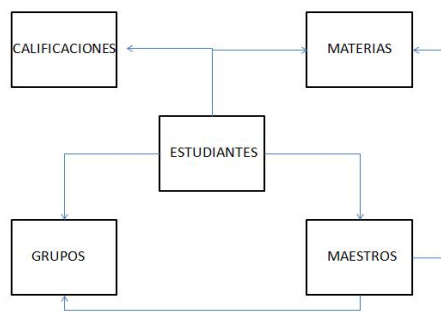 CALIFICACIONES
MATERIAS
ESTUDIANTES
GRUPOS
MAESTROS